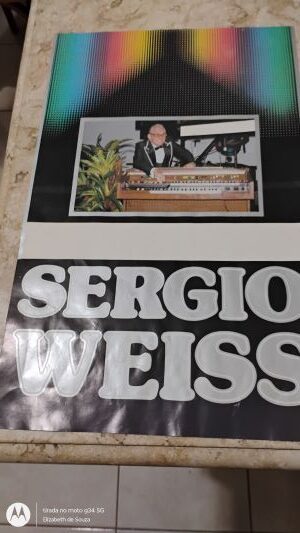 SERGIO
WEISS
tirada no moto g34 5G
Elizabeth de Souza